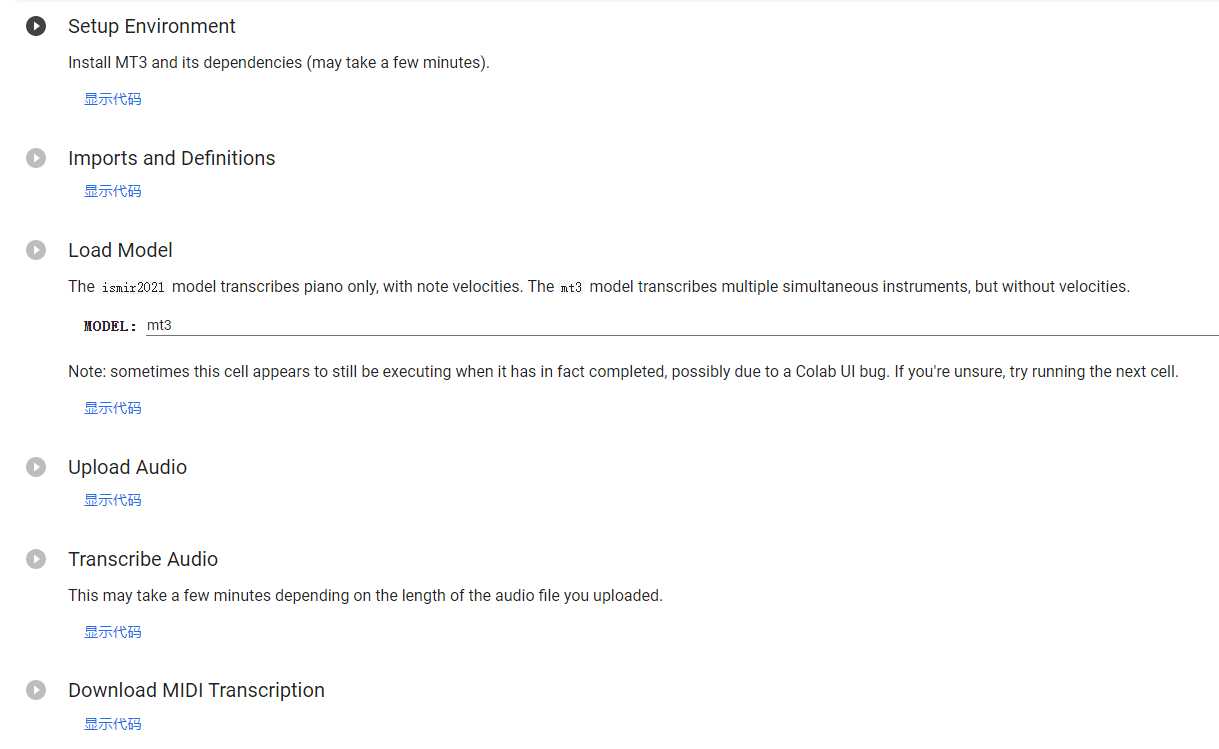 Setup Environment
Install MT3 and its dependencies (may take a few minutes).
显示代码
Imports and Definitions
显示代码
Load Model
The ismir2021 model transcribes piano only, with note velocities. The mt3 model transcribes multiple simultaneous instruments, but without velocities.
MODEL: mt3
Note: sometimes this cell appears to still be executing when it has in fact completed, possibly due to a Colab UI bug. If you're unsure, try running the next cell.
显示代码
Upload Audio
显示代码
Transcribe Audio
This may take a few minutes depending on the length of the audio file you uploaded.
显示代码
Download MIDI Transcription
显示代码